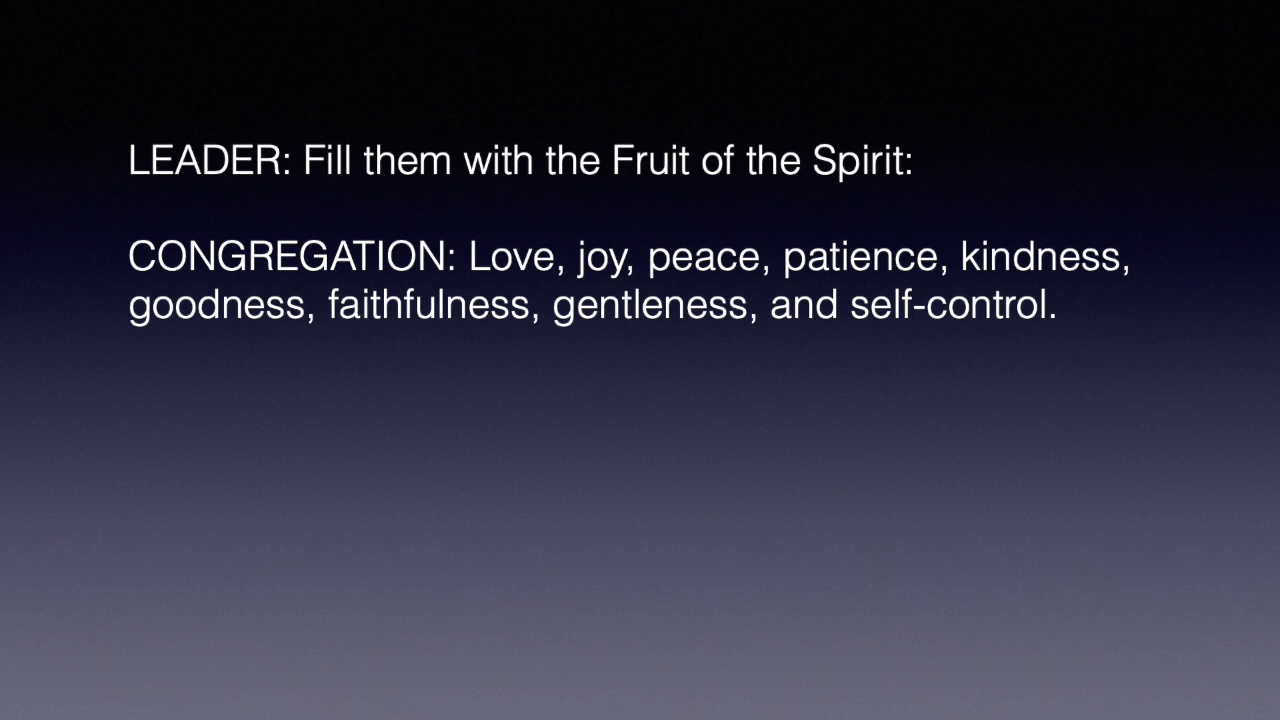 LEADER: Fill them with the Fruit of the Spirit:
CONGREGATION: Love, joy, peace, patience, kindness,
goodness, faithfulness, gentleness, and self-control.